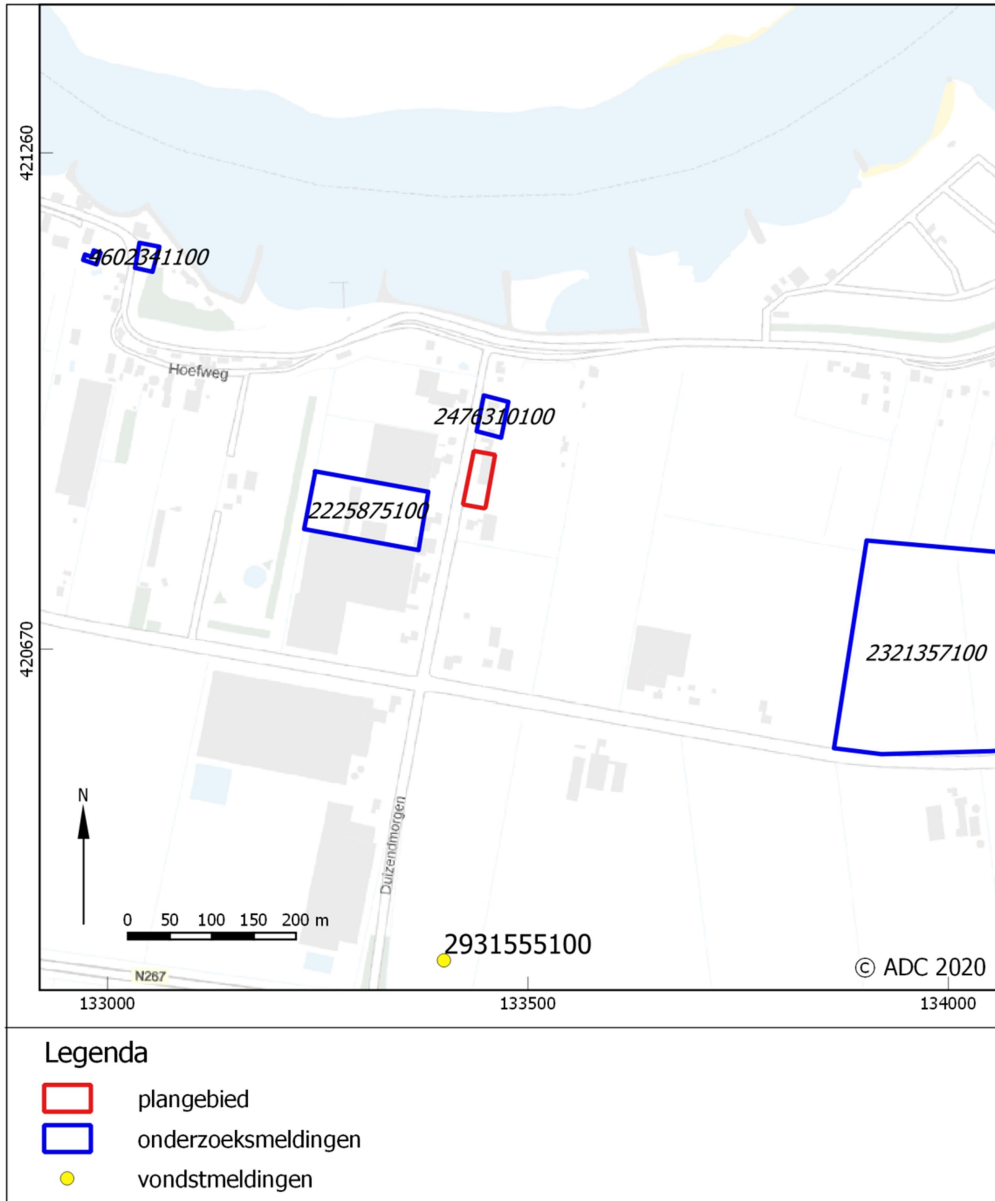 421260
4602341100
Hoefweg
2476310100
2225875100
420670
2321357100
N
Duizendmorgen
0 50 100 150 200 m
2931555100
© ADC 2020
N267
133000
133500
134000
Legenda
plangebied
onderzoeksmeldingen
vondstmeldingen